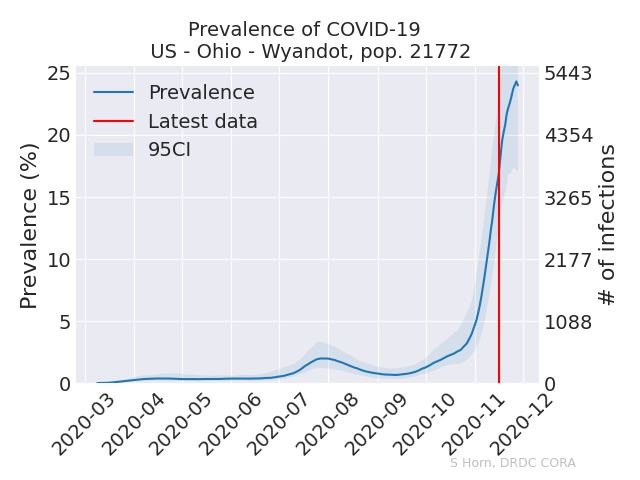 Prevalence of COVID-19
US - Ohio - Wyandot, pop. 21772
Prevalence
Latest data
95CI
Prevalence (%)
25
20
15
10
5
0
5443
4354
3265
2177
1088
0
# of infections
2020-03
2020-04
2020-05
2020-06
2020-07
2020-08
2020-09
2020-10
2020-11
2020-12
S Horn, DRDC CORA